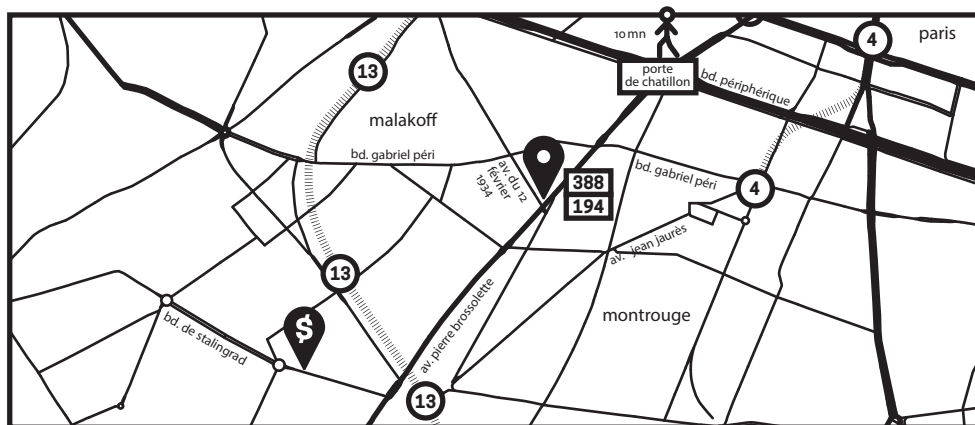 paris
10 mn
4
porte
de chatillon
13
bd. périphérique
malakoff
bd. gabriel péri
av. du 12
février
1934
388
194
bd. gabriel péri
4
av. jean jaurès
13
$
bd. de stalingrad
av. pierre brossolette
montrouge
13